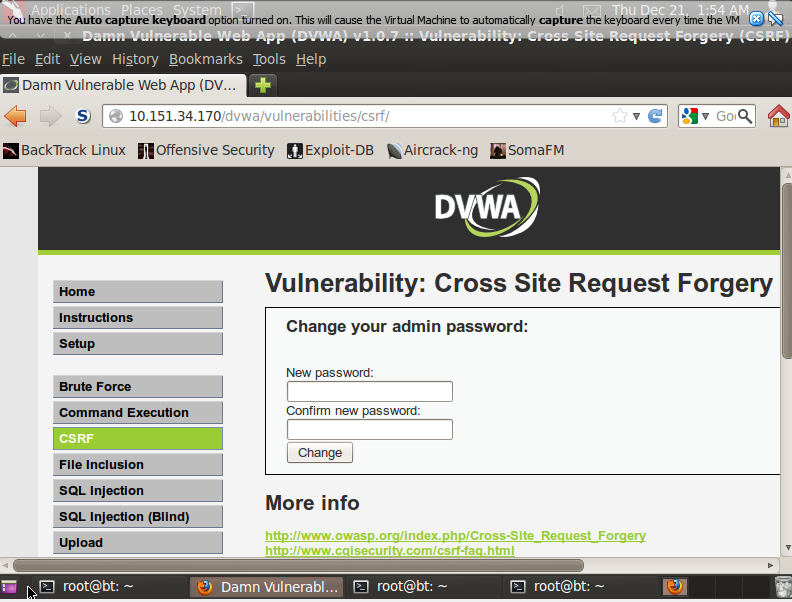 Applications Places System Thu Dec 21, 1:54 AM
You have the Auto capture keyboard option turned on. This will cause the Virtual Machine to automatically capture the keyboard every time the VM
Damn Vulnerable Web App (DVWA) v1.0.7 :: Vulnerability: Cross Site Request Forgery (CSRF)
File Edit View History Bookmarks Tools Help
Damn Vulnerable Web App (DV...
S 10.151.34.170/dvwa/vulnerabilities/csrf/ Go
BackTrack Linux Offensive Security Exploit-DB Aircrack-ng SomaFM
DVWA
Vulnerability: Cross Site Request Forgery
Home
Instructions
Setup
Brute Force
Command Execution
CSRF
File Inclusion
SQL Injection
SQL Injection (Blind)
Upload
Change your admin password:
New password:
Confirm new password:
Change
More info
http://www.owasp.org/index.php/Cross-Site_Request_Forgery
http://www.cgisecurity.com/csrf-faq.html
root@bt: ~ Damn Vulnerabl... root@bt: ~ root@bt: ~